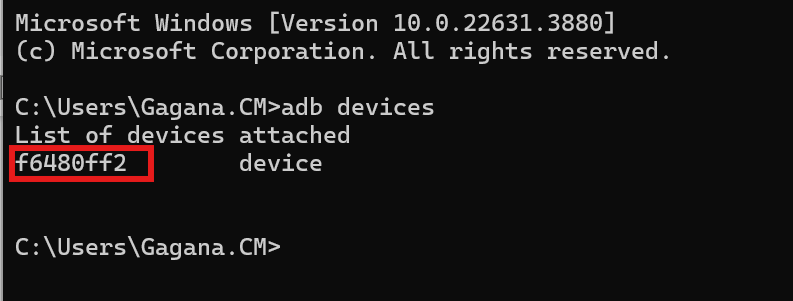 Microsoft Windows [Version 10.0.22631.3880]
(c) Microsoft Corporation. All rights reserved.
C:\Users\Gagana.CM>adb devices
List of devices attached
f6480ff2        device
C:\Users\Gagana.CM>